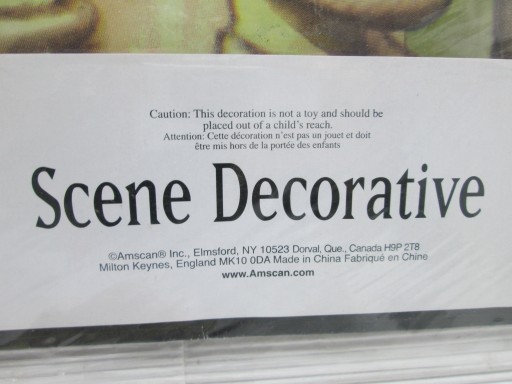 Caution: This decoration is not a toy and should be
placed out of a child's reach.
Attention: Cette décoration n'est pas un jouet et doit
être mis hors de la portée des enfants
Scene Decorative
©Amscan® Inc., Elmsford, NY 10523 Dorval, Que., Canada H9P 2T8
Milton Keynes, England MK10 0DA Made in China Fabriqué en Chine
www.Amscan.com